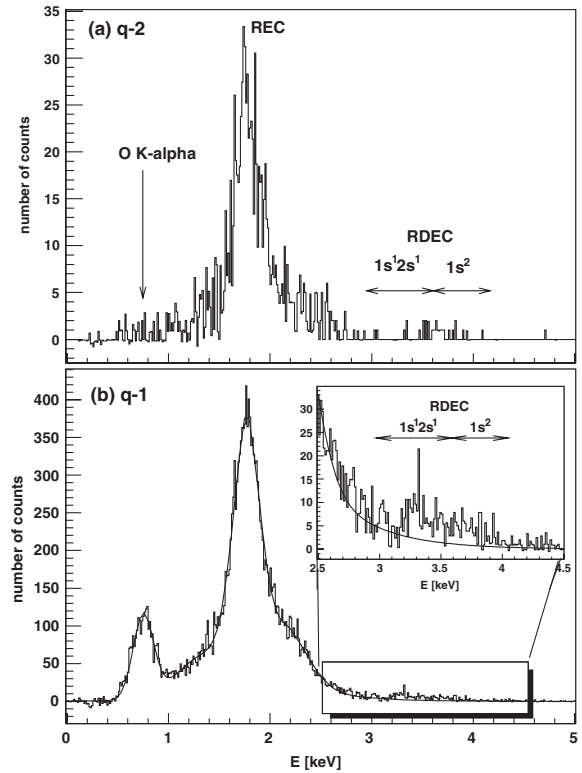 (a) q-2
REC
O K-alpha
RDEC
1s¹2s¹ 1s²
number of counts
35
30
25
20
15
10
5
0
(b) q-1
RDEC
1s¹2s¹ 1s²
35
30
25
20
15
10
5
0
2.5 3 3.5 4 4.5
E [keV]
number of counts
400
350
300
250
200
150
100
50
0
0 1 2 3 4 5
E [keV]